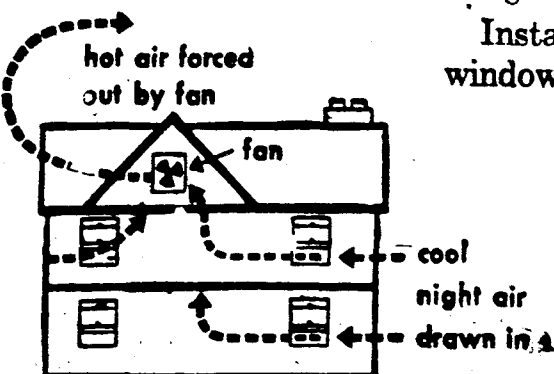 Insta
window
hot air forced
out by fan
fan
cool
night air
drawn in